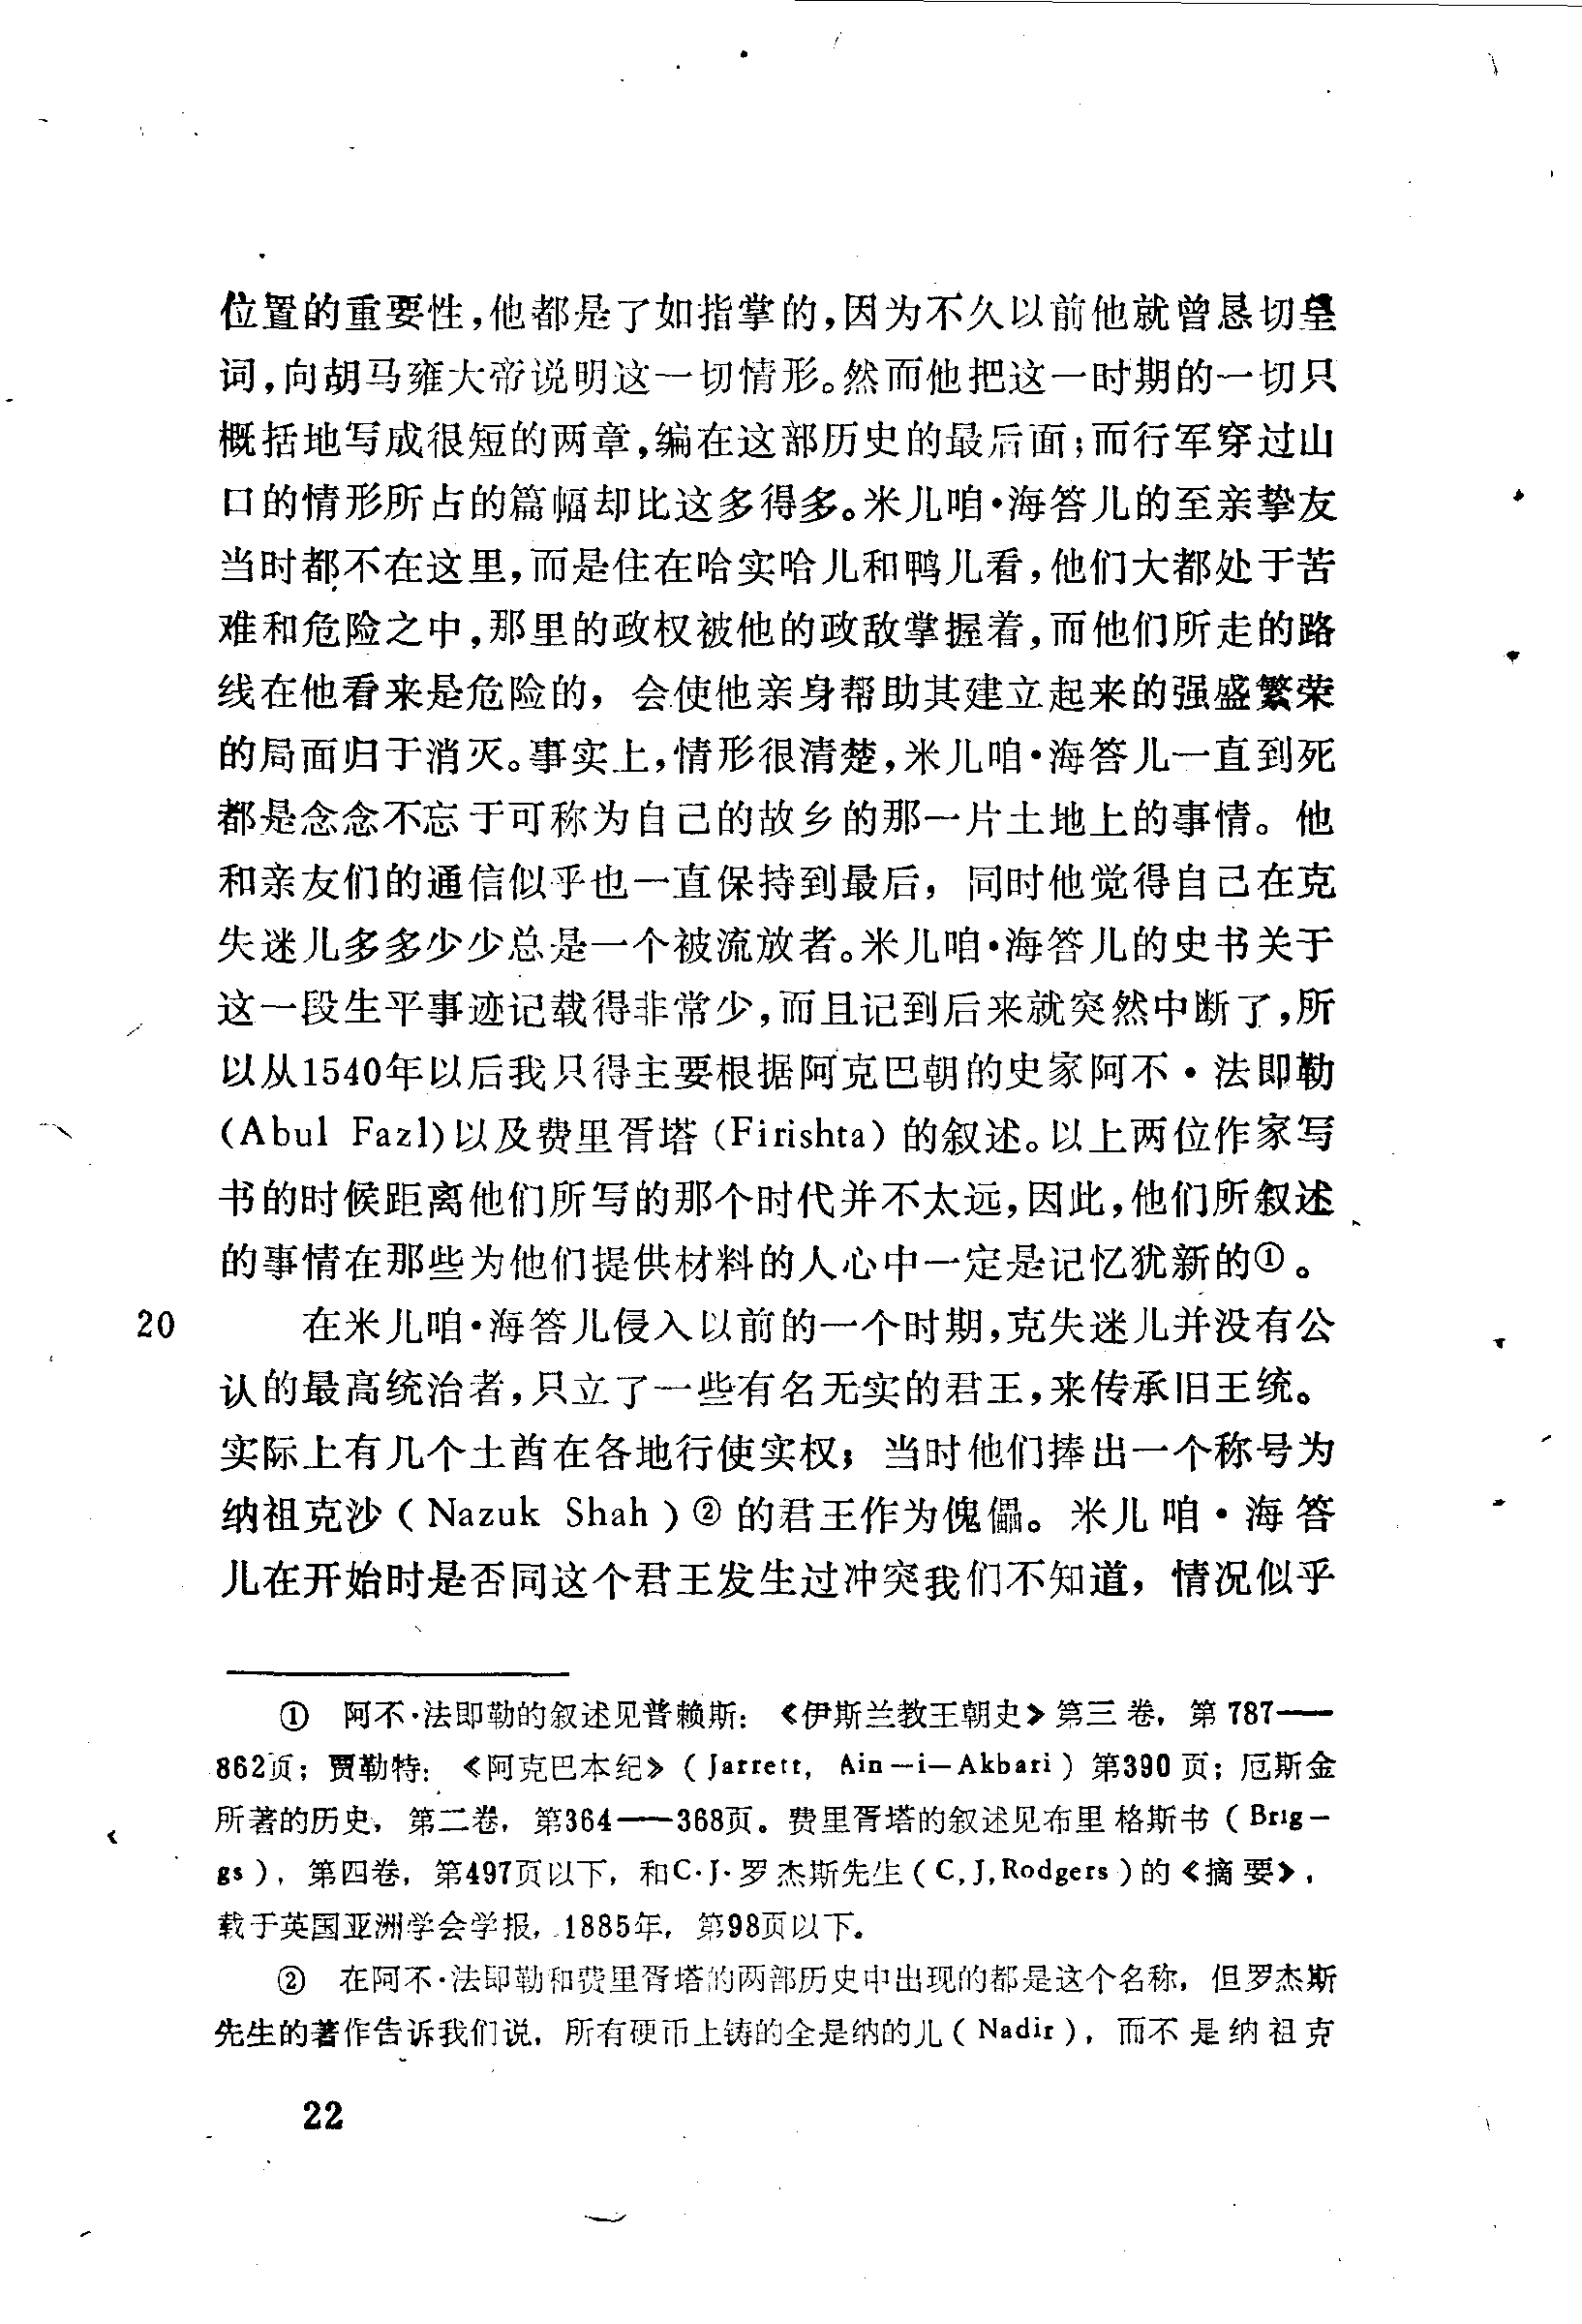 位置的重要性，他都是了如指掌的，因为不久以前他就曾恳切呈
词，向胡马雍大帝说明这一切情形。然而他把这一时期的一切只
概括地写成很短的两章，编在这部历史的最后面；而行军穿过山
口的情形所占的篇幅却比这多得多。米儿咱·海答儿的至亲挚友
当时都不在这里，而是住在哈实哈儿和鸭儿看，他们大都处于苦
难和危险之中，那里的政权被他的政敌掌握着，而他们所走的路
线在他看来是危险的，会使他亲身帮助其建立起来的强盛繁荣
的局面归于消灭。事实上，情形很清楚，米儿咱·海答儿一直到死
都是念念不忘于可称为自己的故乡的那一片土地上的事情。他
和亲友们的通信似乎也一直保持到最后，同时他觉得自己在克
失迷儿多多少少总是一个被流放者。米儿咱·海答儿的史书关于
这一段生平事迹记载得非常少，而且记到后来就突然中断了，所
以从1540年以后我只得主要根据阿克巴朝的史家阿不·法即勒
(Abul Fazl)以及费里胥塔（Firishta）的叙述。以上两位作家写
书的时候距离他们所写的那个时代并不太远，因此，他们所叙述
的事情在那些为他们提供材料的人心中一定是记忆犹新的①。
20 在米儿咱·海答儿侵入以前的一个时期，克失迷儿并没有公
认的最高统治者，只立了一些有名无实的君王，来传承旧王统。
实际上有几个土酋在各地行使实权；当时他们捧出一个称号为
纳祖克沙（Nazuk Shah）②的君王作为傀儡。米儿咱·海答
儿在开始时是否同这个君王发生过冲突我们不知道，情况似乎
① 阿不·法即勒的叙述见普赖斯：《伊斯兰教王朝史》第三卷，第787——
862页；贾勒特：《阿克巴本纪》（Jarrett, Ain—i—Akbari）第390页；厄斯金
所著的历史，第二卷，第364——368页。费里胥塔的叙述见布里格斯书（Brig—
gs），第四卷，第497页以下，和C·J·罗杰斯先生（C,J,Rodgers）的《摘要》，
载于英国亚洲学会学报，1885年，第98页以下。
② 在阿不·法即勒和费里胥塔的两部历史中出现的都是这个名称，但罗杰斯
先生的著作告诉我们说，所有硬币上铸的全是纳的儿（Nadir），而不是纳祖克
22